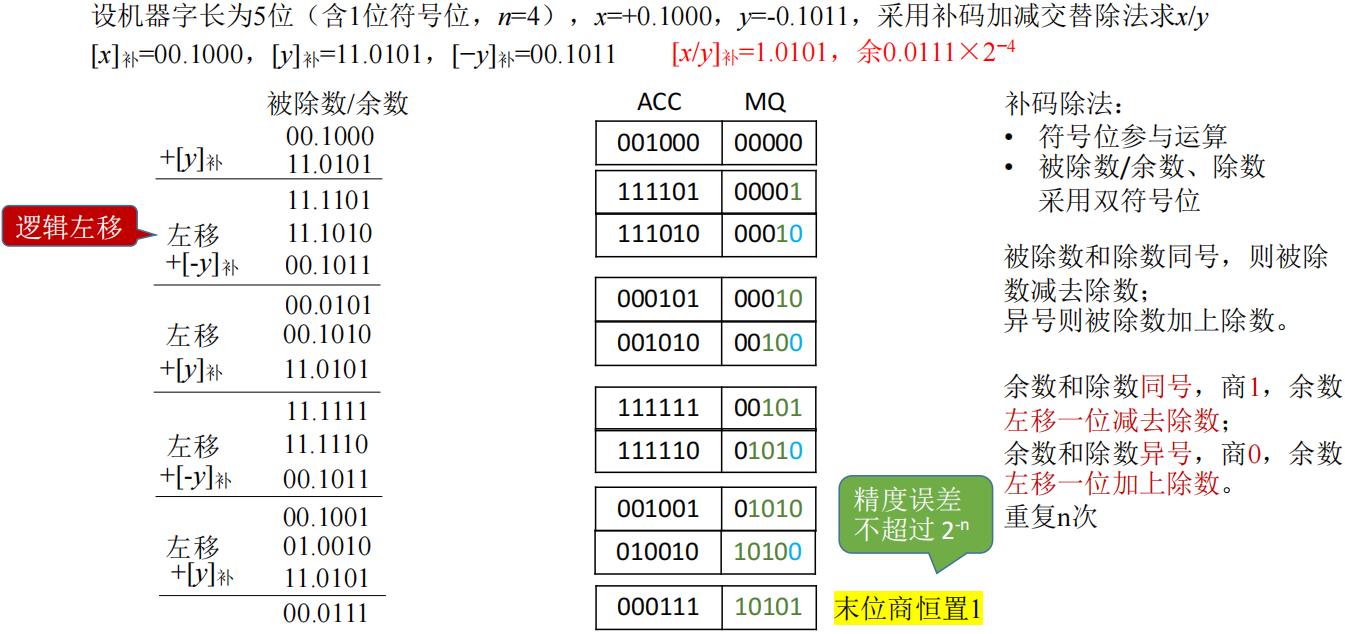 设机器字长为5位（含1位符号位，n=4），x=+0.1000，y=-0.1011，采用补码加减交替除法求x/y
[x]补=00.1000，[y]补=11.0101，[−y]补=00.1011 [x/y]补=1.0101，余0.0111×2⁻⁴
被除数/余数
00.1000
+[y]补 11.0101
11.1101
逻辑左移
左移 11.1010
+[-y]补 00.1011
00.0101
左移 00.1010
+[y]补 11.0101
11.1111
左移 11.1110
+[-y]补 00.1011
00.1001
左移 01.0010
+[y]补 11.0101
00.0111
ACC MQ
001000 00000
111101 00001
111010 00010
000101 00010
001010 00100
111111 00101
111110 01010
001001 01010
010010 10100
000111 10101
精度误差
不超过 2⁻ⁿ
末位商恒置1
补码除法：
• 符号位参与运算
• 被除数/余数、除数
采用双符号位
被除数和除数同号，则被除
数减去除数；
异号则被除数加上除数。
余数和除数同号，商1，余数
左移一位减去除数；
余数和除数异号，商0，余数
左移一位加上除数。
重复n次